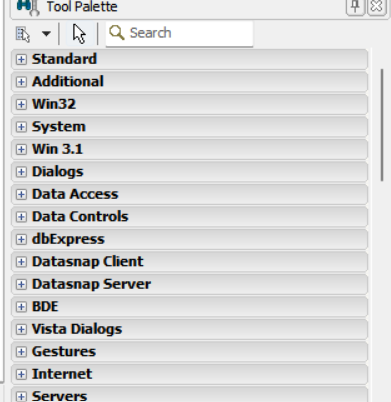 Tool Palette
Search
Standard
Additional
Win32
System
Win 3.1
Dialogs
Data Access
Data Controls
dbExpress
Datasnap Client
Datasnap Server
BDE
Vista Dialogs
Gestures
Internet
Servers